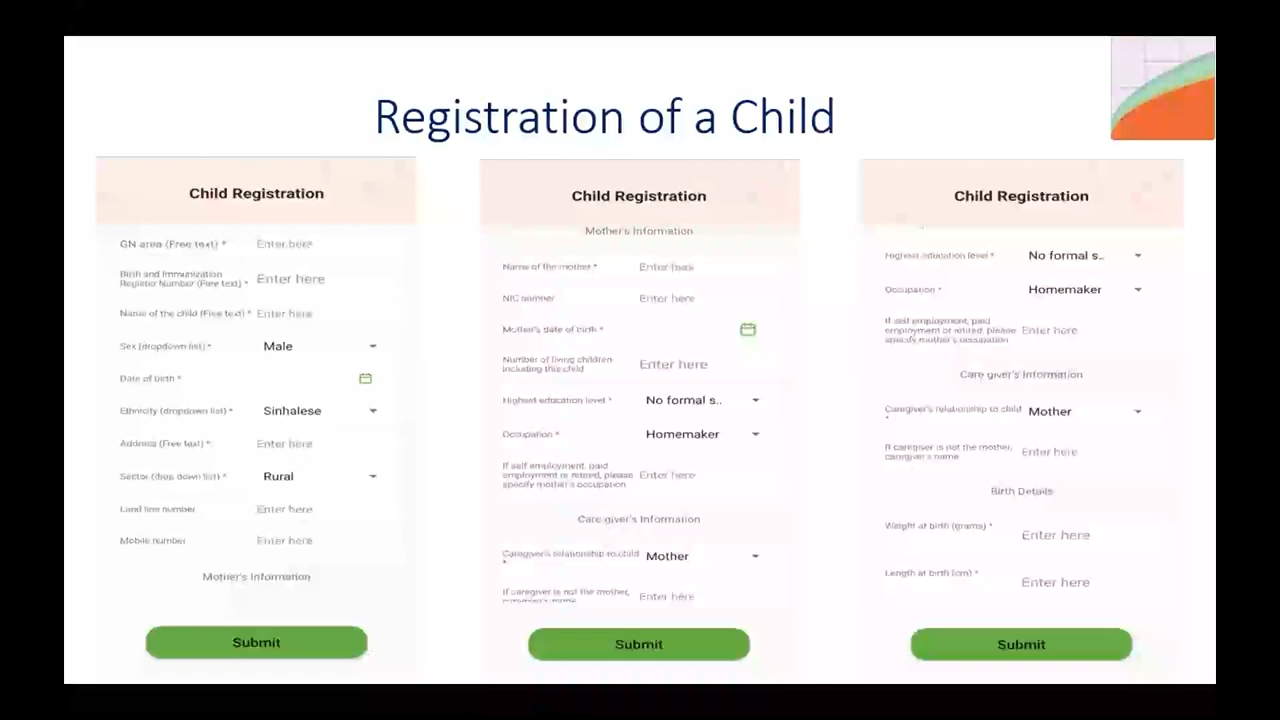 Registration of a Child
Child Registration
GN area (Free text) * Enter here
Birth and Immunization
Register Number (Free text) * Enter here
Name of the child (Free text) * Enter here
Sex (dropdown list) * Male
Date of birth *
Ethnicity (dropdown list) * Sinhalese
Address (Free text) * Enter here
Sector (drop down list) * Rural
Land line number Enter here
Mobile number Enter here
Mother's Information
Submit
Child Registration
Mother's Information
Name of the mother * Enter here
NIC number Enter here
Mother's date of birth *
Number of living children
including this child Enter here
Highest education level * No formal s..
Occupation * Homemaker
If self employment, paid
employment or retired, please
specify mother's occupation Enter here
Care giver's Information
Caregiver's relationship to child
* Mother
If caregiver is not the mother,
Enter here
Submit
Child Registration
Highest education level * No formal s..
Occupation * Homemaker
If self employment, paid
employment or retired, please
specify mother's occupation Enter here
Care giver's Information
Caregiver's relationship to child
* Mother
If caregiver is not the mother,
caregiver's name Enter here
Birth Details
Weight at birth (grams) * Enter here
Length at birth (cm) * Enter here
Submit